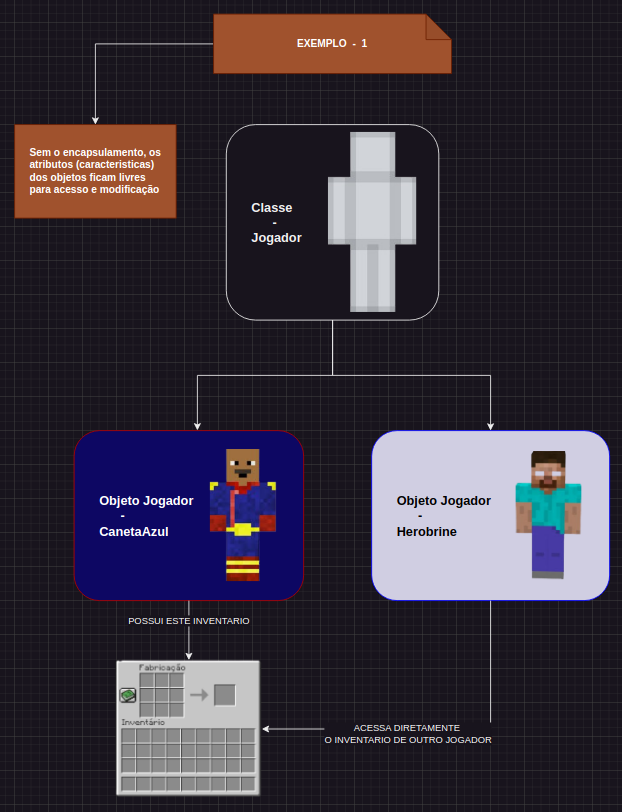 EXEMPLO - 1
Sem o encapsulamento, os
atributos (caracteristicas)
dos objetos ficam livres
para acesso e modificação
Classe
-
Jogador
Objeto Jogador
-
CanetaAzul
Objeto Jogador
-
Herobrine
POSSUI ESTE INVENTARIO
Fabricação
Inventário
ACESSA DIRETAMENTE
O INVENTARIO DE OUTRO JOGADOR